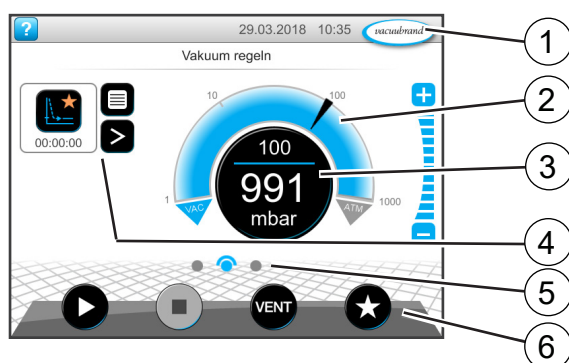 ?
29.03.2018 10:35
vacuubrand
1
Vakuum regeln
2
10
100
+
00:00:00
>
100
991
mbar
3
1
VAC
ATM
1000
4
5
VENT
6